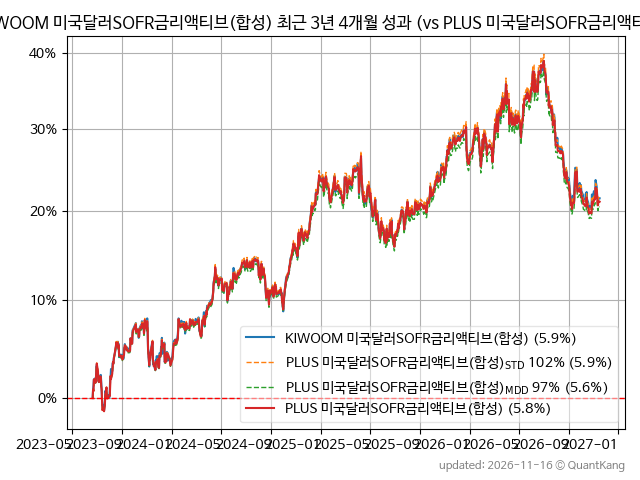 WOOM 미국달러SOFR금리액티브(합성) 최근 3년 4개월 성과 (vs PLUS 미국달러SOFR금리액티
40%
30%
20%
10%
0%
KIWOOM 미국달러SOFR금리액티브(합성) (5.9%)
PLUS 미국달러SOFR금리액티브(합성)STD 102% (5.9%)
PLUS 미국달러SOFR금리액티브(합성)MDD 97% (5.6%)
PLUS 미국달러SOFR금리액티브(합성) (5.8%)
2023-05 2023-09 2024-01 2024-05 2024-09 2025-01 2025-05 2025-09 2026-01 2026-05 2026-09 2027-01
updated: 2026-11-16 © QuantKang